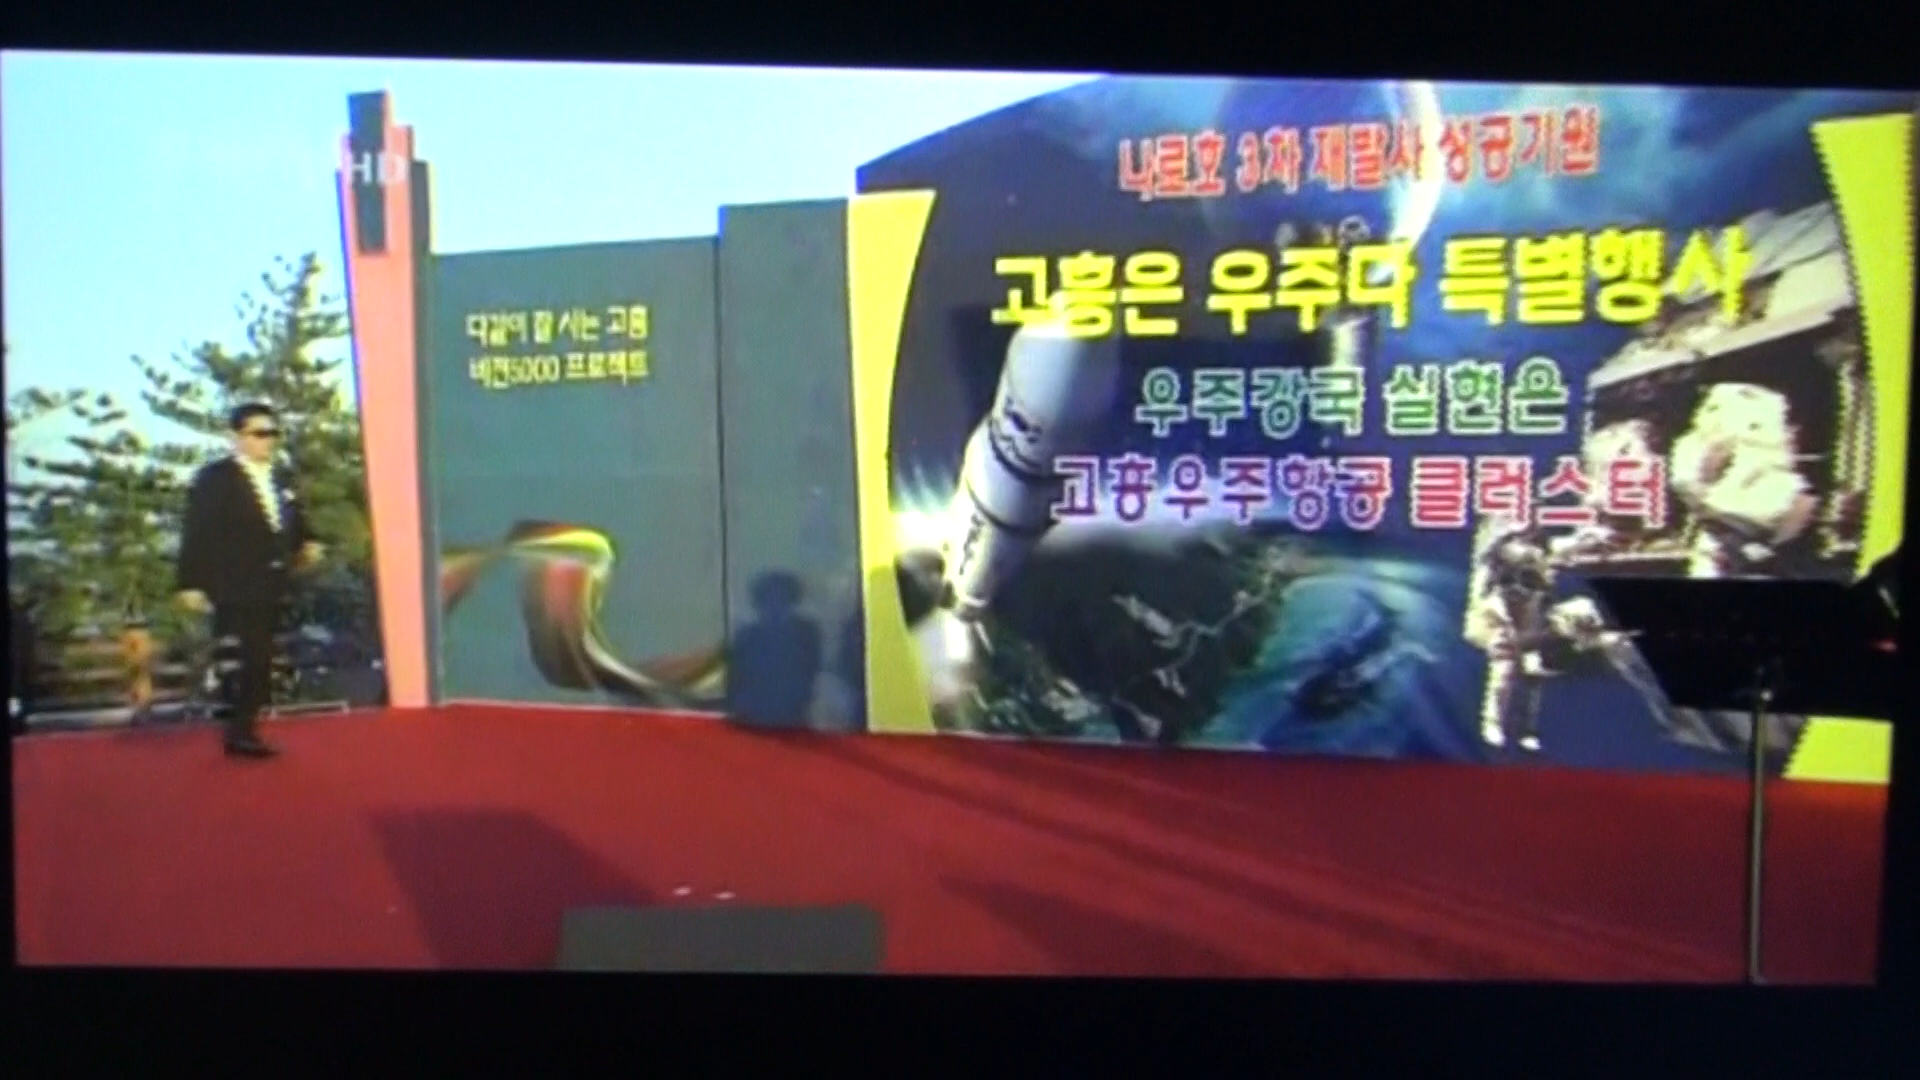 HD
다같이 잘 사는 고흥
비전5000 프로젝트
나로호 3차 재발사 성공기원
고흥은 우주다 특별행사
우주강국 실현은
고흥우주항공 클러스터